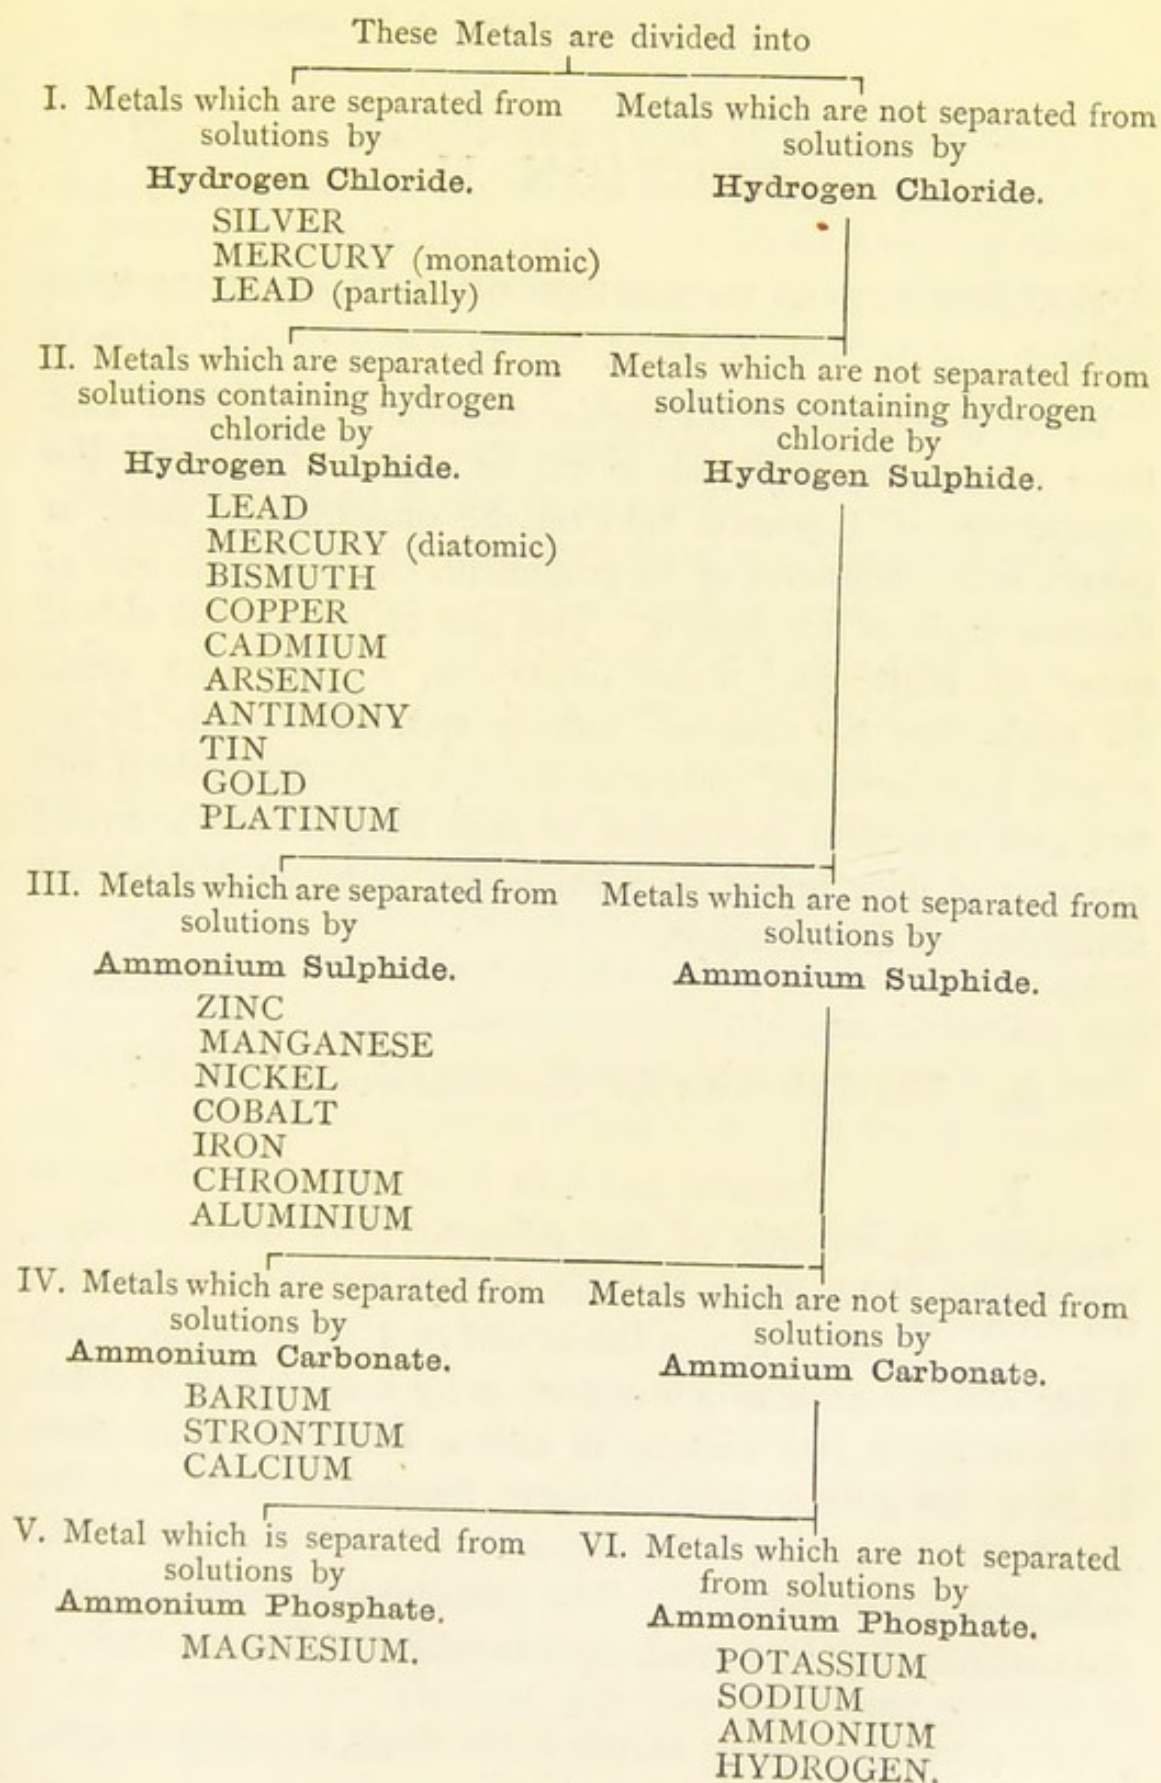 These Metals are divided into
I. Metals which are separated from
solutions by
Hydrogen Chloride.
SILVER
MERCURY (monatomic)
LEAD (partially)
Metals which are not separated from
solutions by
Hydrogen Chloride.
II. Metals which are separated from
solutions containing hydrogen
chloride by
Hydrogen Sulphide.
LEAD
MERCURY (diatomic)
BISMUTH
COPPER
CADMIUM
ARSENIC
ANTIMONY
TIN
GOLD
PLATINUM
Metals which are not separated from
solutions containing hydrogen
chloride by
Hydrogen Sulphide.
III. Metals which are separated from
solutions by
Ammonium Sulphide.
ZINC
MANGANESE
NICKEL
COBALT
IRON
CHROMIUM
ALUMINIUM
Metals which are not separated from
solutions by
Ammonium Sulphide.
IV. Metals which are separated from
solutions by
Ammonium Carbonate.
BARIUM
STRONTIUM
CALCIUM
Metals which are not separated from
solutions by
Ammonium Carbonate.
V. Metal which is separated from
solutions by
Ammonium Phosphate.
MAGNESIUM.
VI. Metals which are not separated
from solutions by
Ammonium Phosphate.
POTASSIUM
SODIUM
AMMONIUM
HYDROGEN.